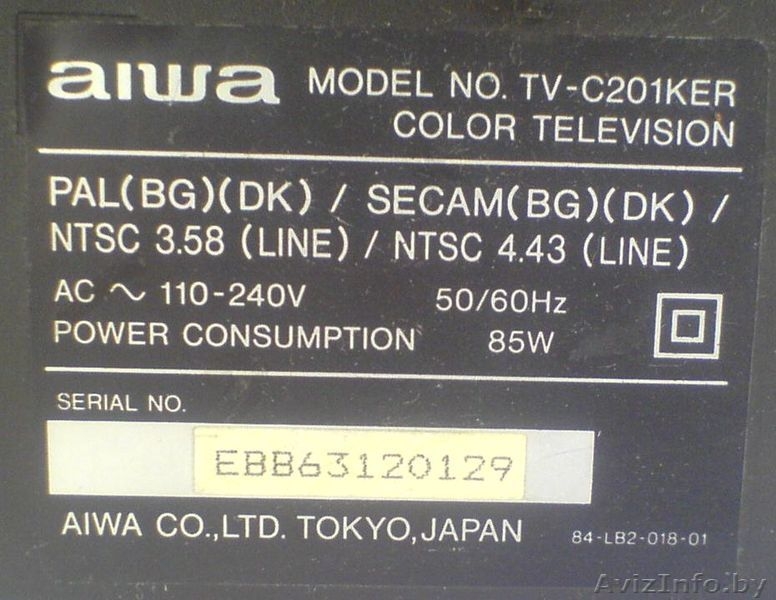 aiwa MODEL NO. TV-C201KER
COLOR TELEVISION
PAL(BG)(DK) / SECAM(BG)(DK) /
NTSC 3.58 (LINE) / NTSC 4.43 (LINE)
AC ~ 110-240V 50/60Hz
POWER CONSUMPTION 85W
SERIAL NO.
EBB63120129
AIWA CO.,LTD. TOKYO,JAPAN 84-LB2-018-01
AvizInfo.by